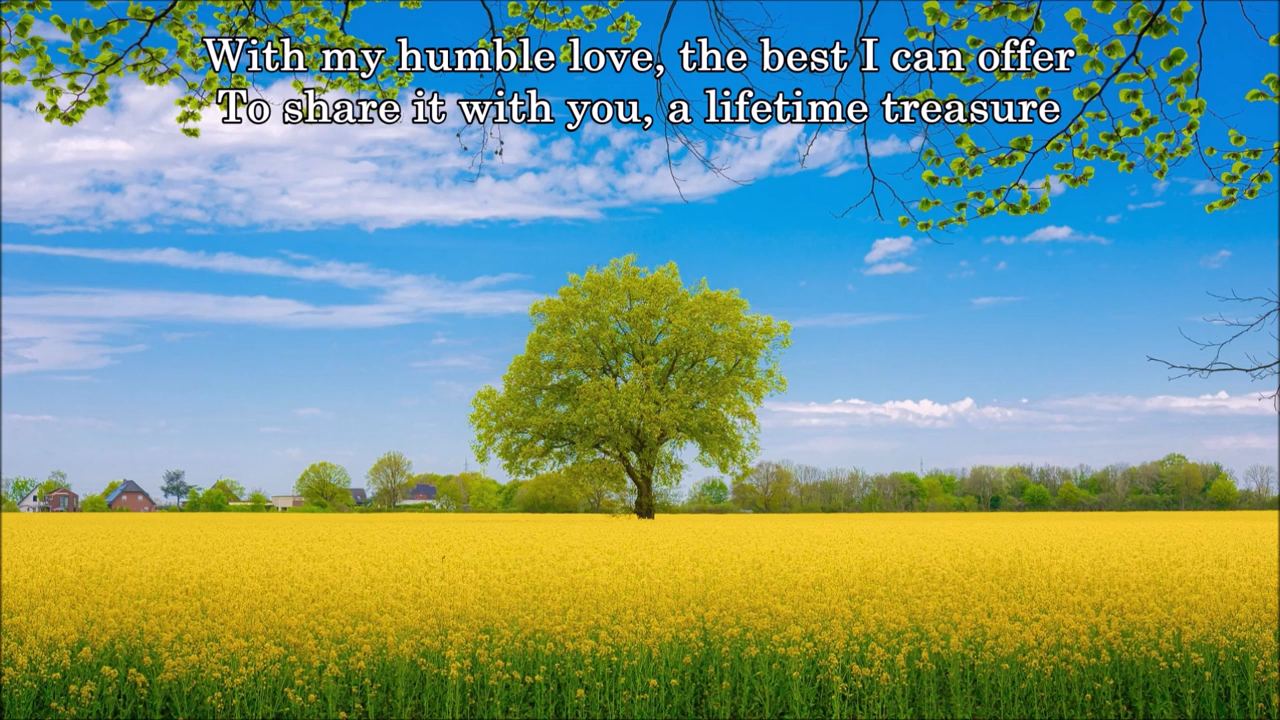 With my humble love, the best I can offer
To share it with you, a lifetime treasure